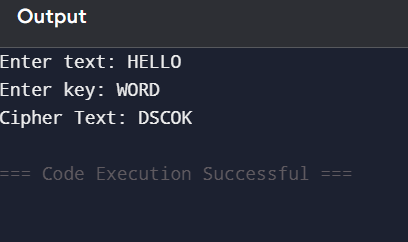 Output
Enter text: HELLO
Enter key: WORD
Cipher Text: DSCOK
=== Code Execution Successful ===